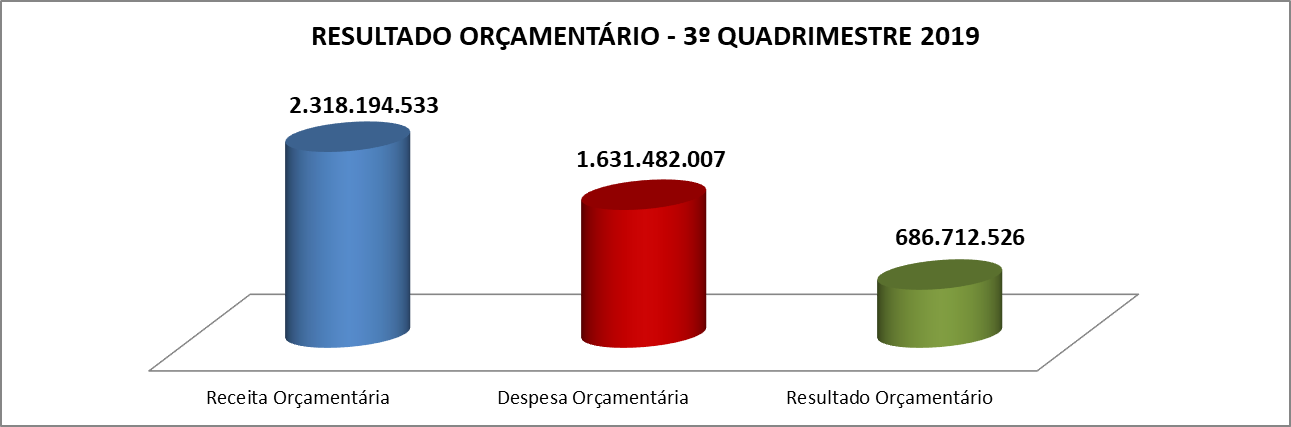 RESULTADO ORÇAMENTÁRIO - 3º QUADRIMESTRE 2019
2.318.194.533
1.631.482.007
686.712.526
Receita Orçamentária
Despesa Orçamentária
Resultado Orçamentário